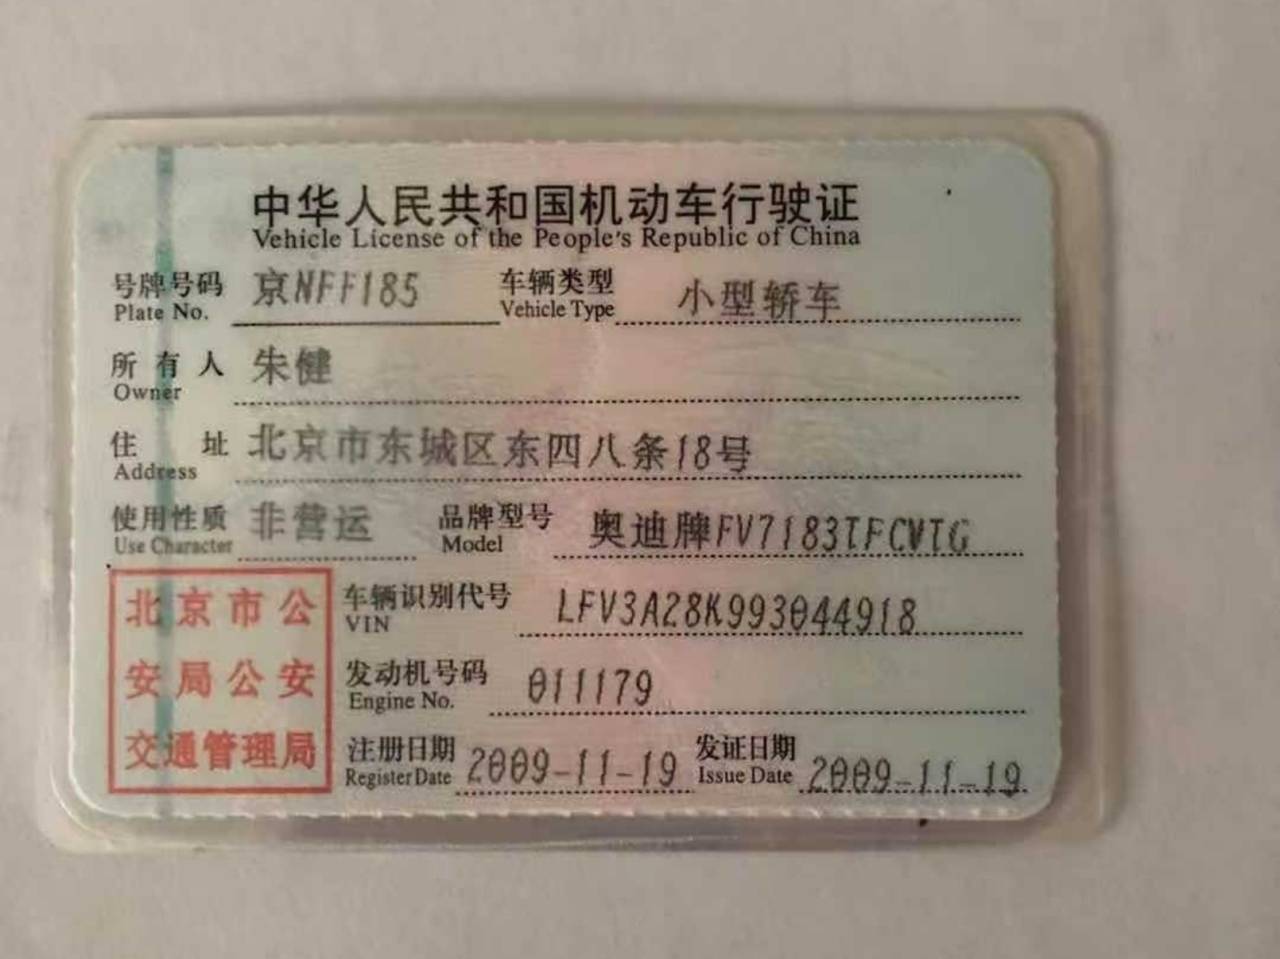 中华人民共和国机动车行驶证
Vehicle License of the People's Republic of China
号牌号码 京NFF185 车辆类型 小型轿车
Plate No. Vehicle Type
所有人 朱健
Owner
住址 北京市东城区东四八条18号
Address
使用性质 非营运 品牌型号 奥迪牌FV7183TFCVTG
Use Character Model
北京市公
安局公安
交通管理局
车辆识别代号 LFV3A28K993044918
VIN
发动机号码 011179
Engine No.
注册日期 2009-11-19 发证日期 2009-11-19
Register Date Issue Date